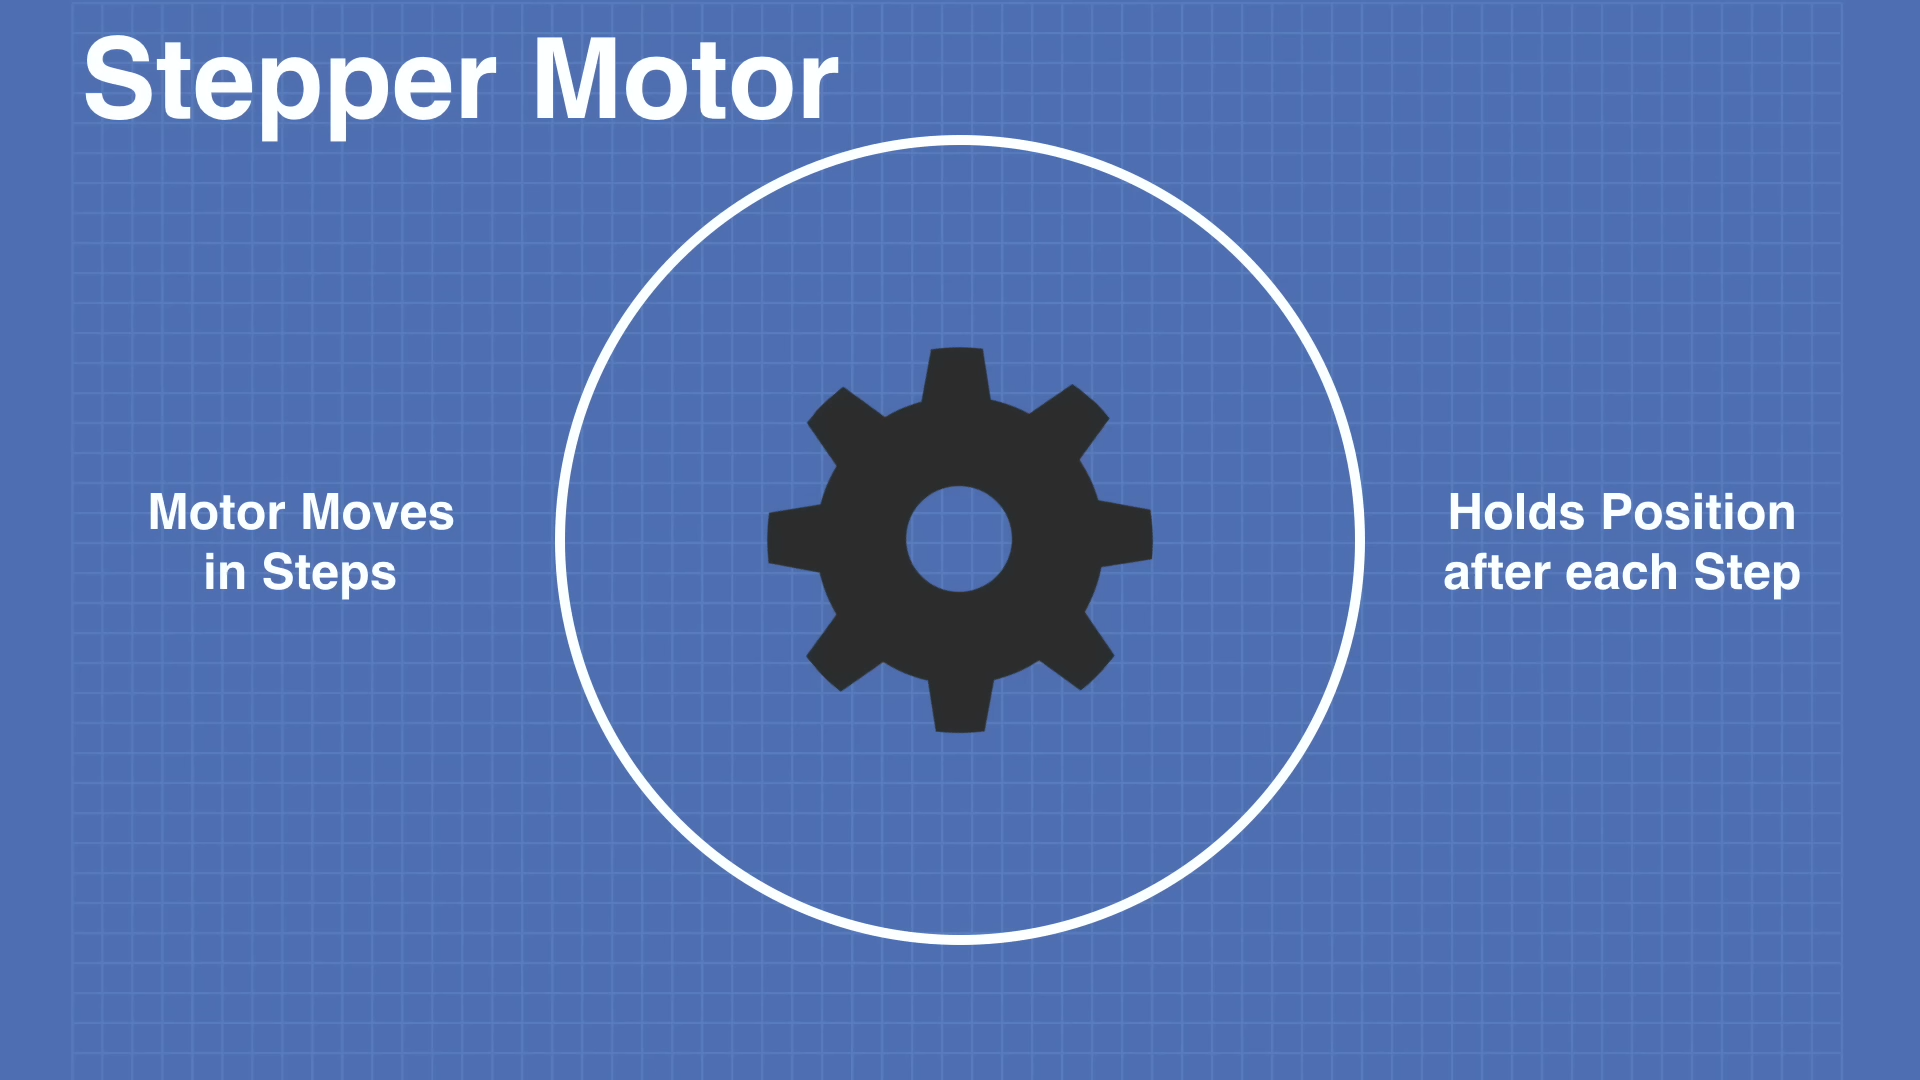 Stepper Motor
Motor Moves
in Steps
Holds Position
after each Step